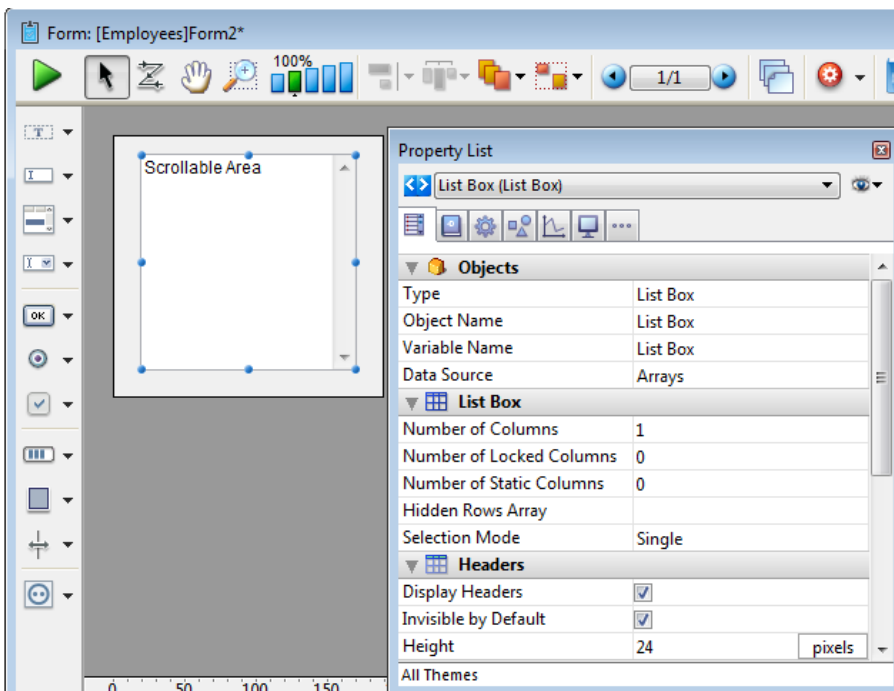 Form: [Employees]Form2*
100%
1/1
T
I
I
OK
Scrollable Area
Property List
List Box (List Box)
Objects
Type List Box
Object Name List Box
Variable Name List Box
Data Source Arrays
List Box
Number of Columns 1
Number of Locked Columns 0
Number of Static Columns 0
Hidden Rows Array
Selection Mode Single
Headers
Display Headers
Invisible by Default
Height 24 pixels
All Themes
0 50 100 150